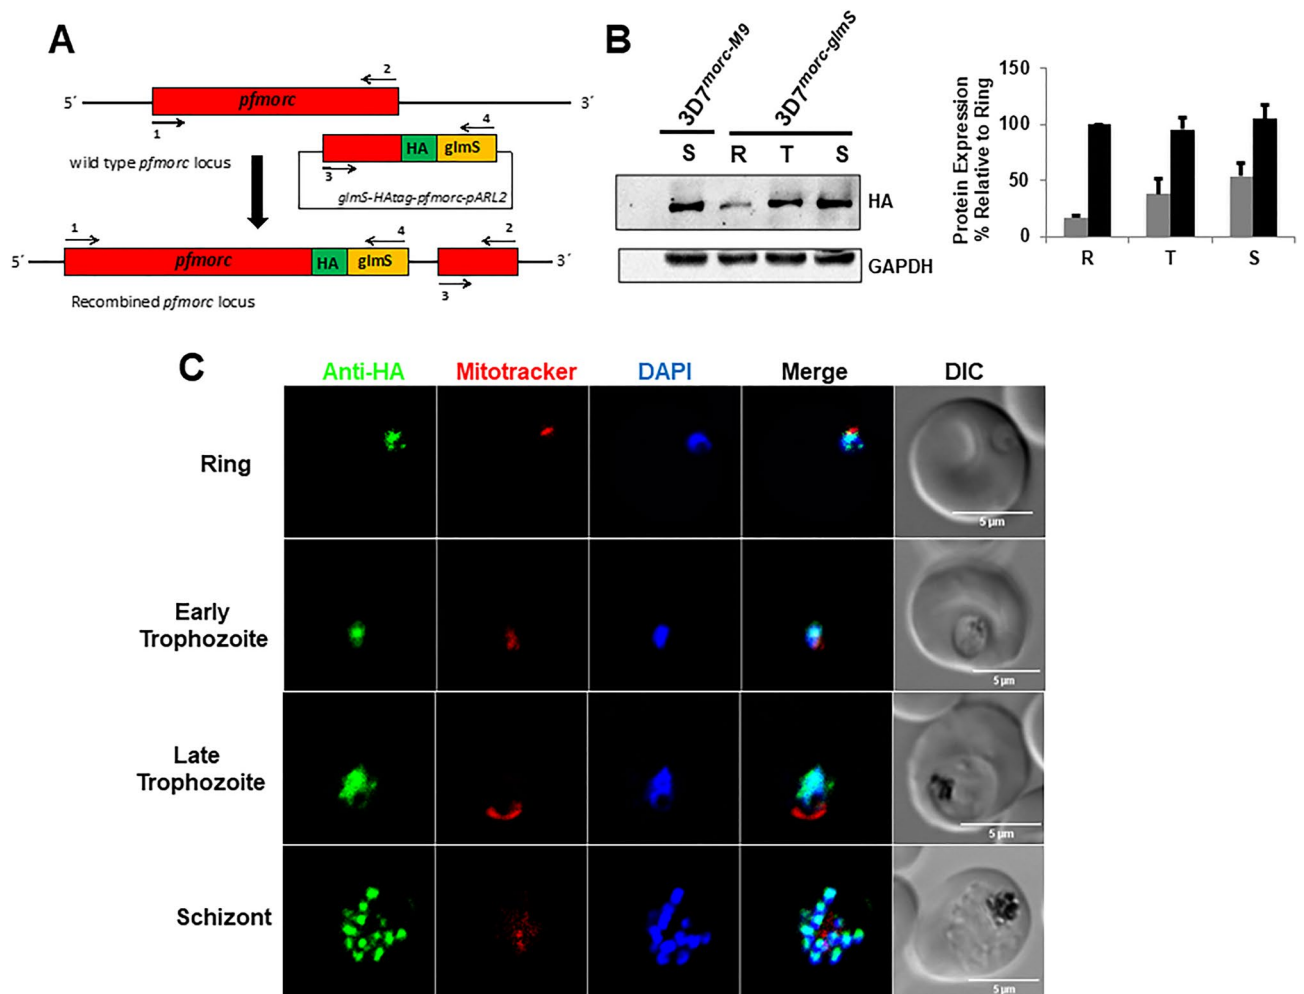 A
2
5´
pfmorc
3´
1
4
HA
glmS
wild type pfmorc locus
3
glmS-HAtag-pfmorc-pARL2
1
4
2
5´
pfmorc
HA
glmS
3´
3
Recombined pfmorc locus
B
3D7morc-M9
3D7morc-glmS
S
R
T
S
HA
GAPDH
Protein Expression
% Relative to Ring
150
100
50
0
R
T
S
C
Anti-HA
Mitotracker
DAPI
Merge
DIC
Ring
5 µm
Early
Trophozoite
5 µm
Late
Trophozoite
5 µm
Schizont
5 µm